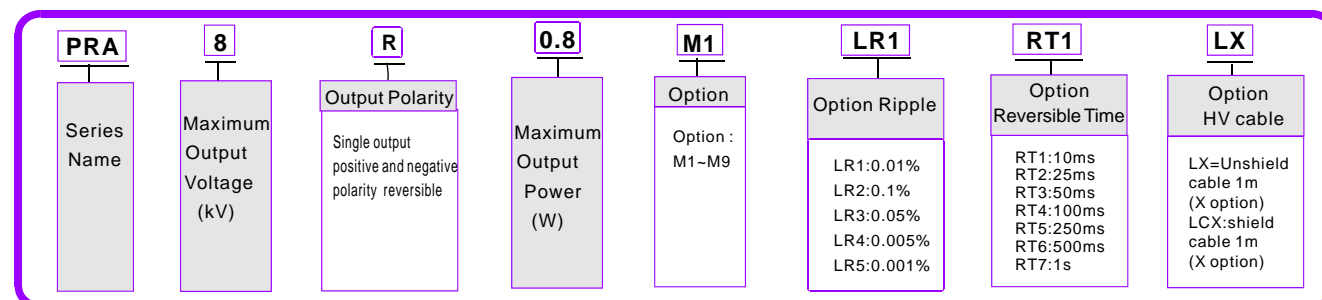 PRA
8
R
0.8
M1
LR1
RT1
LX
Series
Name
Maximum
Output
Voltage
(kV)
Output Polarity
Single output
positive and negative
polarity reversible
Maximum
Output
Power
(W)
Option
Option :
M1~M9
Option Ripple
LR1:0.01%
LR2:0.1%
LR3:0.05%
LR4:0.005%
LR5:0.001%
Option
Reversible Time
RT1:10ms
RT2:25ms
RT3:50ms
RT4:100ms
RT5:250ms
RT6:500ms
RT7:1s
Option
HV cable
LX=Unshield
cable 1m
(X option)
LCX:shield
cable 1m
(X option)